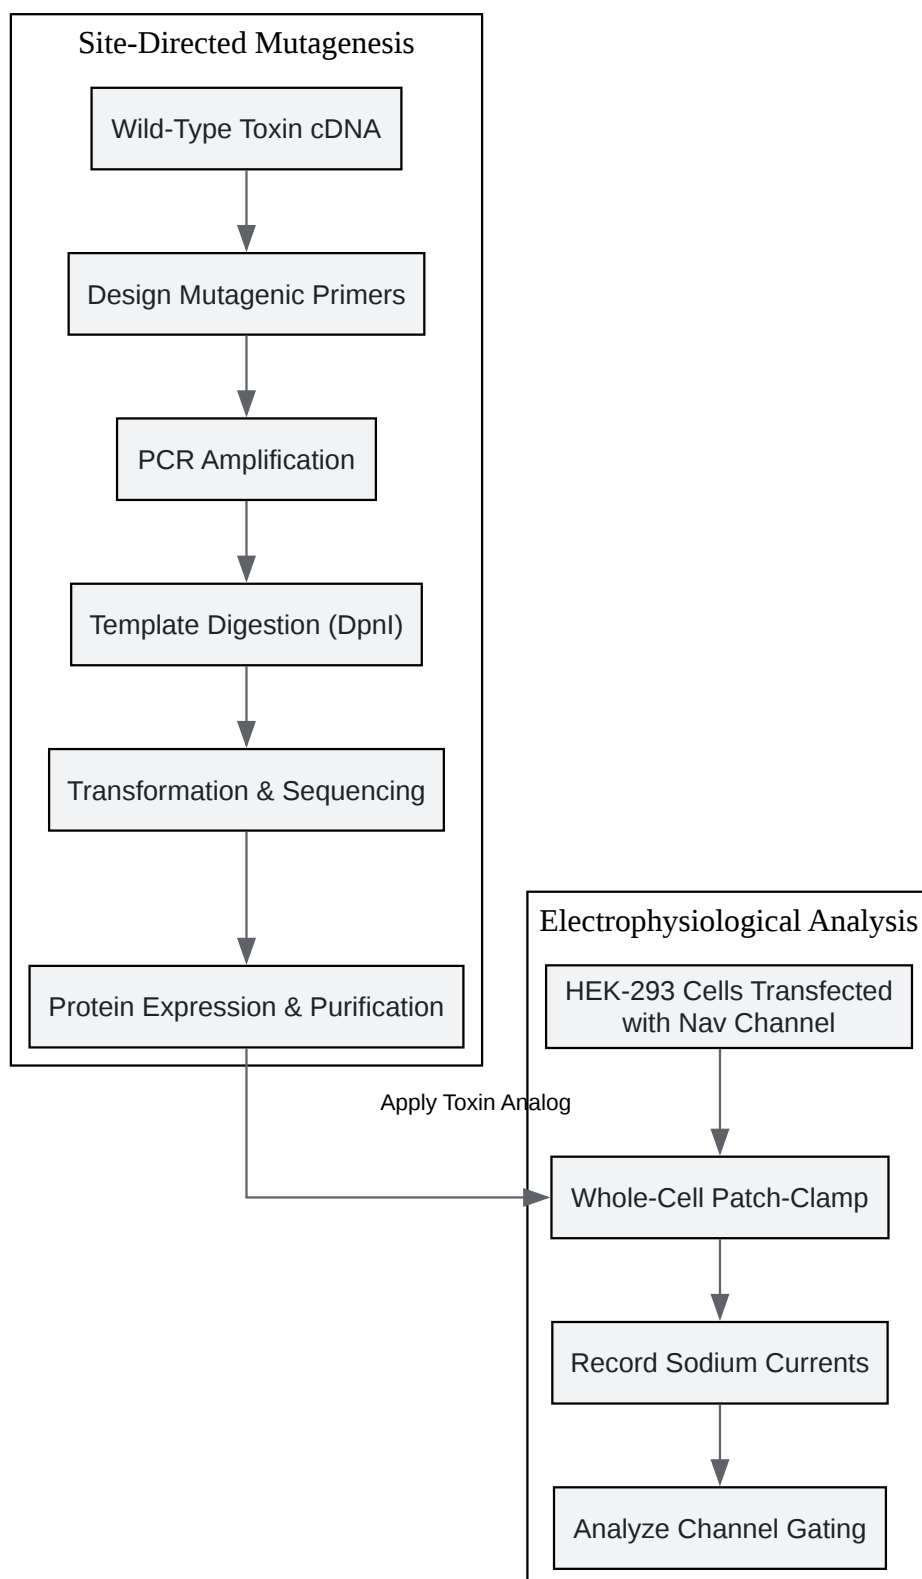 Site-Directed Mutagenesis
Wild-Type Toxin cDNA
Design Mutagenic Primers
PCR Amplification
Template Digestion (DpnI)
Transformation & Sequencing
Protein Expression & Purification
Apply Toxin Analog
Electrophysiological Analysis
HEK-293 Cells Transfected
with Nav Channel
Whole-Cell Patch-Clamp
Record Sodium Currents
Analyze Channel Gating